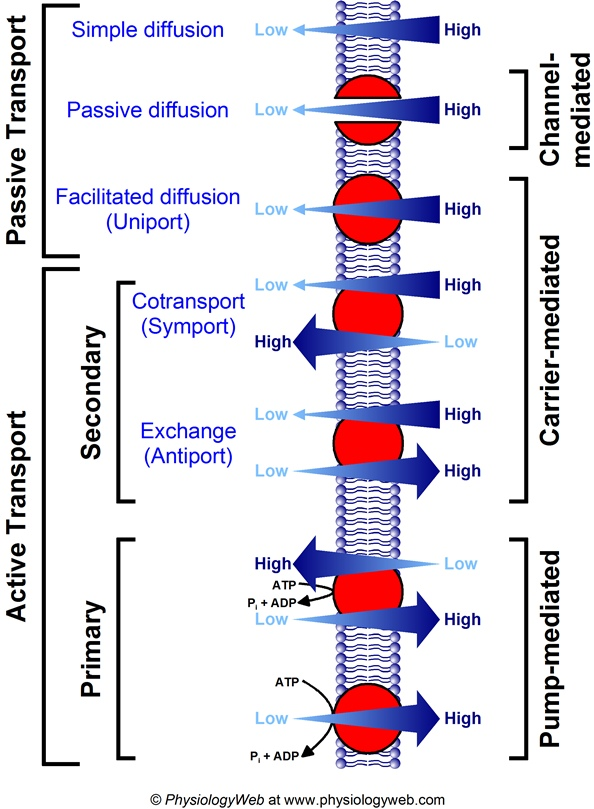 Passive Transport
Simple diffusion
Low
High
Passive diffusion
Low
High
Channel-
mediated
Facilitated diffusion
(Uniport)
Low
High
Active Transport
Secondary
Cotransport
(Symport)
Low
High
High
Low
Exchange
(Antiport)
Low
High
Low
High
Carrier-mediated
Primary
High
Low
ATP
Pi + ADP
Low
High
ATP
Low
High
Pi + ADP
Pump-mediated
© PhysiologyWeb at www.physiologyweb.com